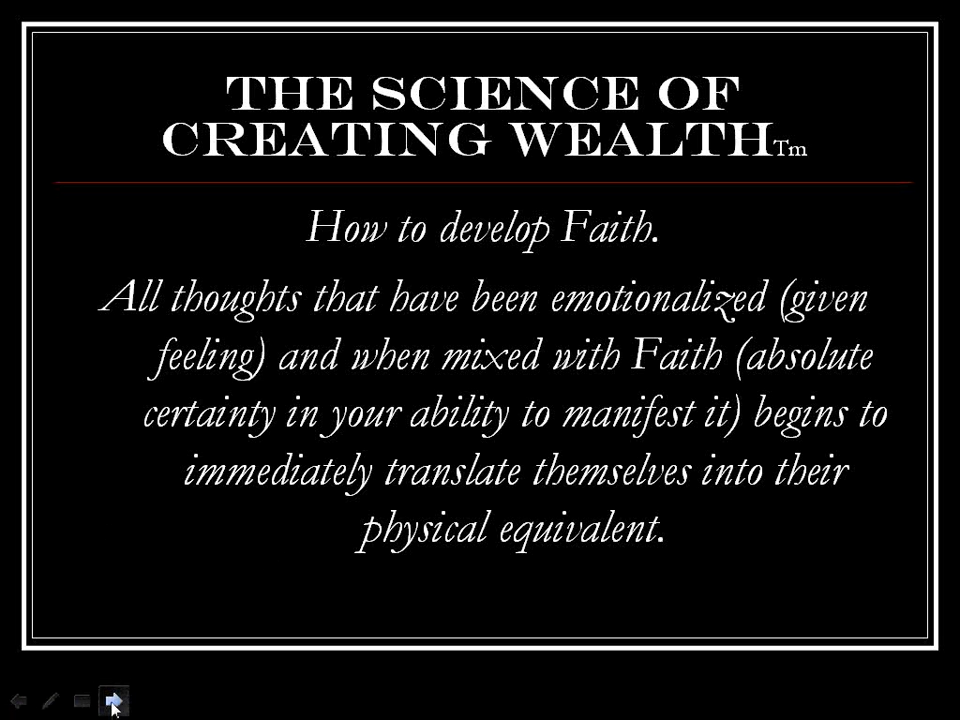 THE SCIENCE OF
CREATING WEALTHTm
How to develop Faith.
All thoughts that have been emotionalized (given
feeling) and when mixed with Faith (absolute
certainty in your ability to manifest it) begins to
immediately translate themselves into their
physical equivalent.